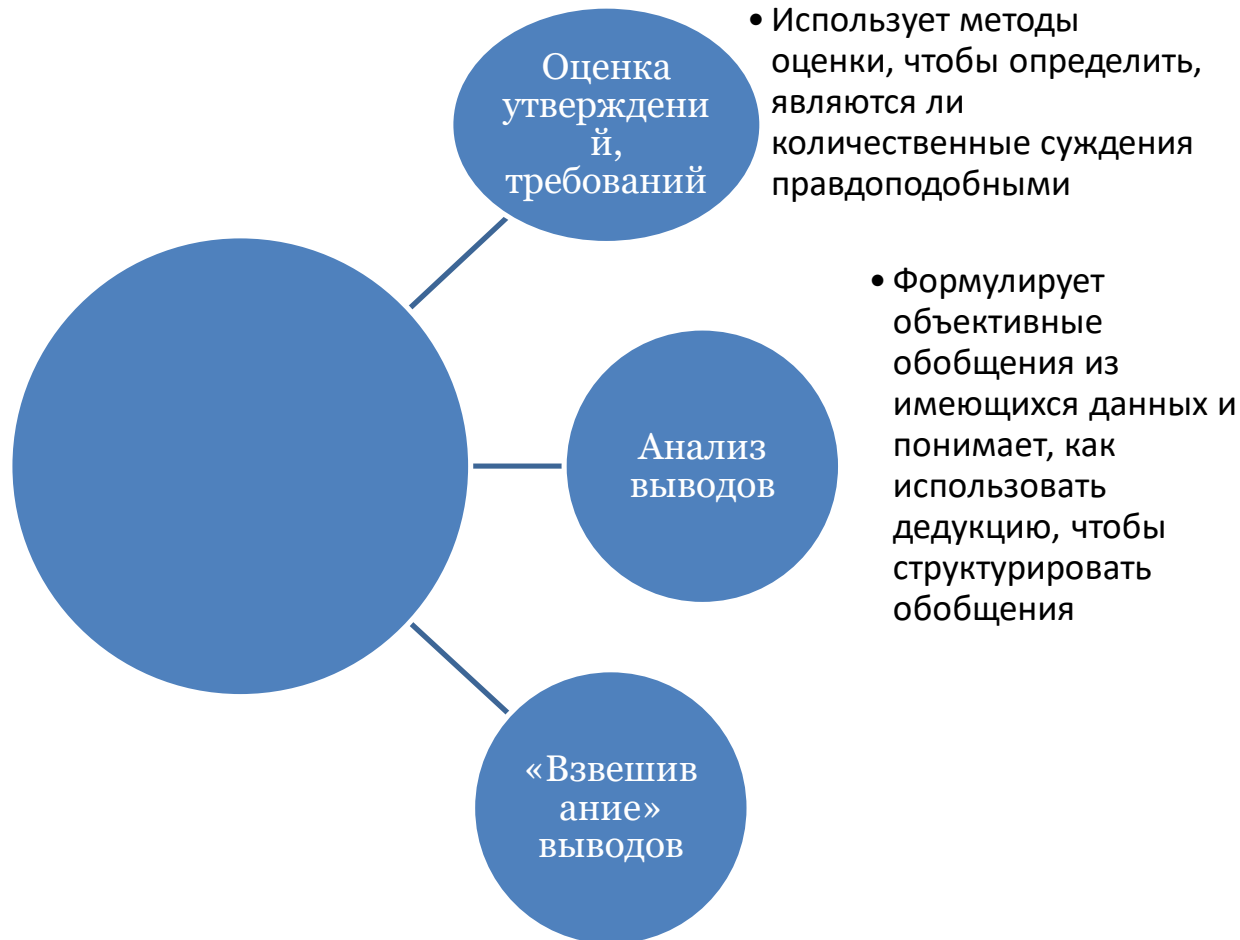 Оценка
утверждени
й,
требований
• Использует методы
оценки, чтобы определить,
являются ли
количественные суждения
правдоподобными
Анализ
выводов
• Формулирует
объективные
обобщения из
имеющихся данных и
понимает, как
использовать
дедукцию, чтобы
структурировать
обобщения
«Взвешив
ание»
выводов